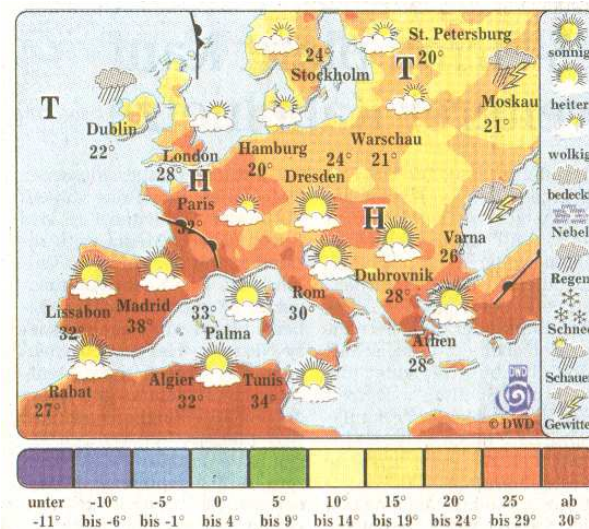 St. Petersburg
20°
24°
Stockholm
T
T
Moskau
21°
Dublin
22°
Warschau
Hamburg
24°
21°
London
28°
20°
Dresden
H
Paris
32°
H
Varna
26°
Dubrovnik
28°
Rom
30°
Lissabon
32°
Madrid
38°
33°
Palma
Athen
28°
Rabat
27°
Algier
32°
Tunis
34°
DWD
© DWD
sonnig
heiter
wolkig
bedeck
Nebel
Regen
Schnee
Schauer
Gewitte
unter -10° -5° 0° 5° 10° 15° 20° 25° ab
-11° bis -6° bis -1° bis 4° bis 9° bis 14° bis 19° bis 24° bis 29° 30°